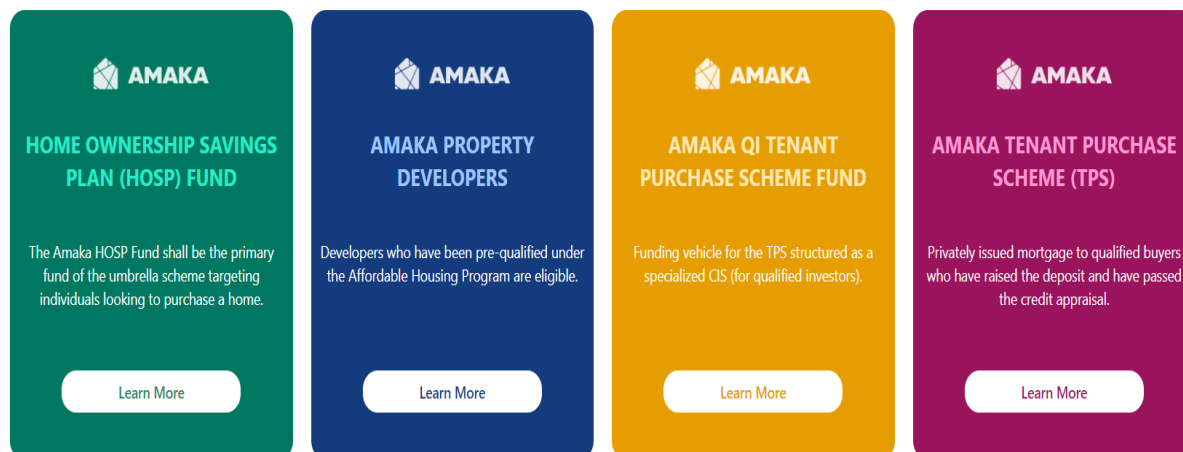 AMAKA
HOME OWNERSHIP SAVINGS
PLAN (HOSP) FUND
The Amaka HOSP Fund shall be the primary
fund of the umbrella scheme targeting
individuals looking to purchase a home.
Learn More
AMAKA
AMAKA PROPERTY
DEVELOPERS
Developers who have been pre-qualified under
the Affordable Housing Program are eligible.
Learn More
AMAKA
AMAKA QI TENANT
PURCHASE SCHEME FUND
Funding vehicle for the TPS structured as a
specialized CIS (for qualified investors).
Learn More
AMAKA
AMAKA TENANT PURCHASE
SCHEME (TPS)
Privately issued mortgage to qualified buyers
who have raised the deposit and have passed
the credit appraisal.
Learn More